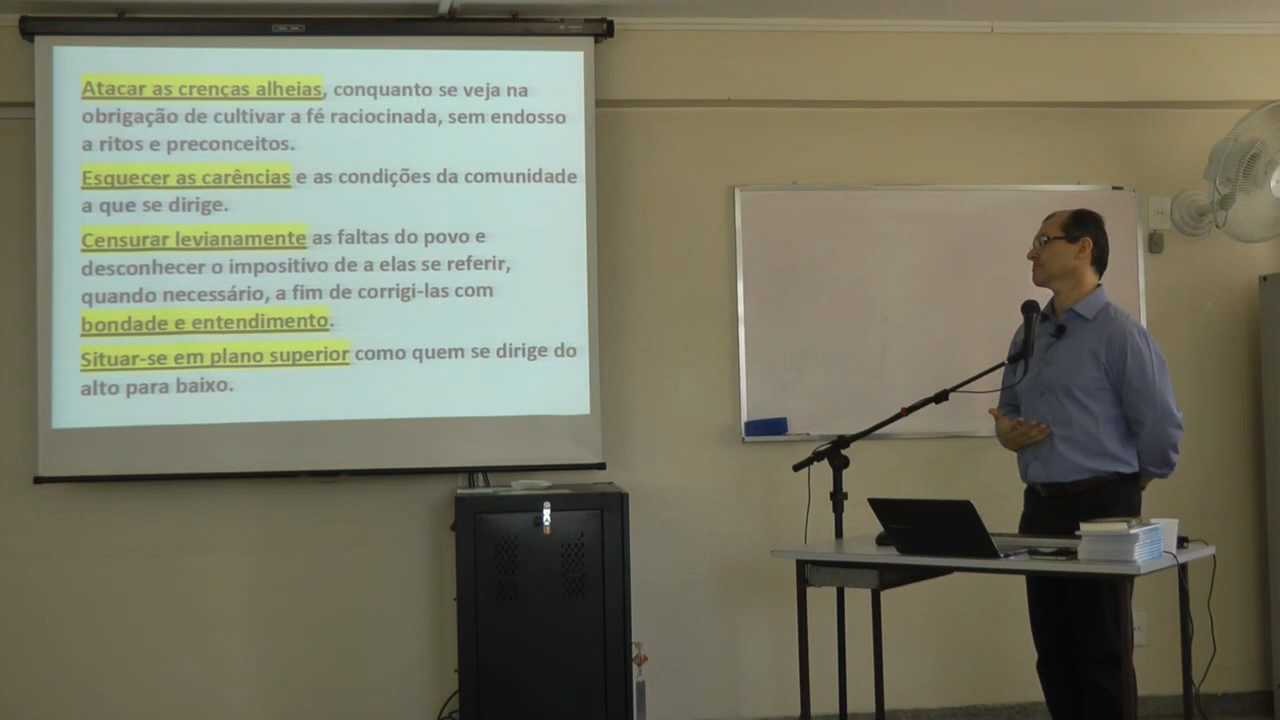 Atacar as crenças alheias, conquanto se veja na
obrigação de cultivar a fé raciocinada, sem endosso
a ritos e preconceitos.
Esquecer as carências e as condições da comunidade
a que se dirige.
Censurar levianamente as faltas do povo e
desconhecer o impositivo de a elas se referir,
quando necessário, a fim de corrigi-las com
bondade e entendimento.
Situar-se em plano superior como quem se dirige do
alto para baixo.